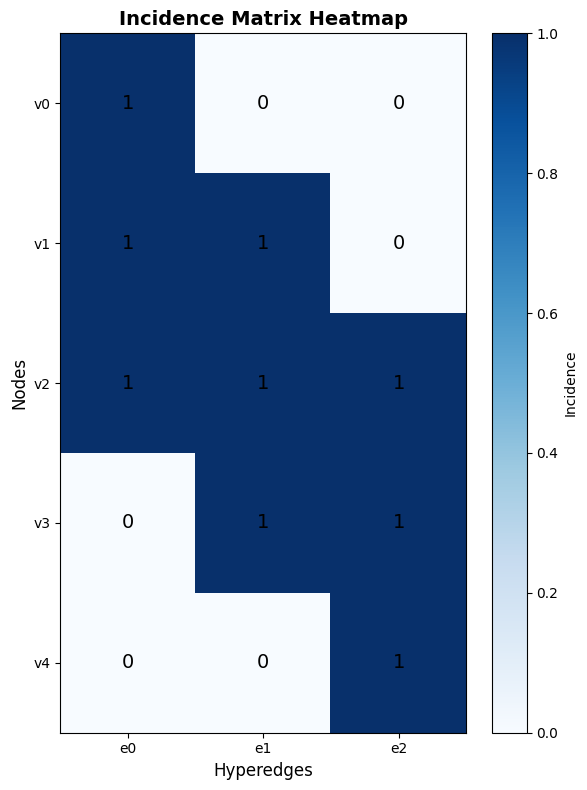 Incidence Matrix Heatmap
1.0
v0 1 0 0
0.8
v1 1 1 0
0.6
Nodes
v2 1 1 1
Incidence
0.4
v3 0 1 1
0.2
v4 0 0 1
0.0
e0 e1 e2
Hyperedges